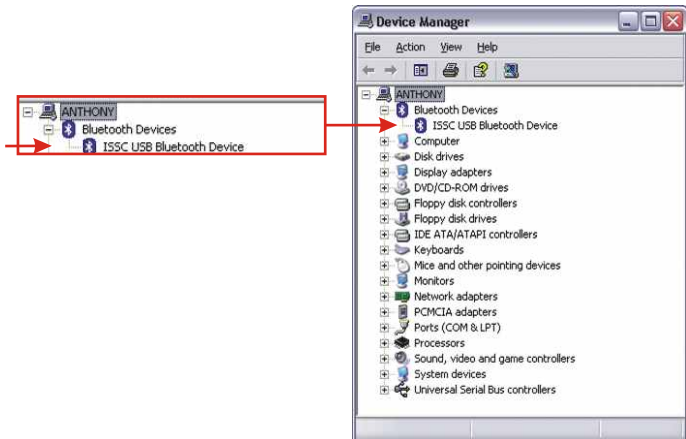 ANTHONY
Bluetooth Devices
ISSC USB Bluetooth Device
Device Manager
File Action View Help
ANTHONY
Bluetooth Devices
ISSC USB Bluetooth Device
Computer
Disk drives
Display adapters
DVD/CD-ROM drives
Floppy disk controllers
Floppy disk drives
IDE ATA/ATAPI controllers
Keyboards
Mice and other pointing devices
Monitors
Network adapters
PCMCIA adapters
Ports (COM & LPT)
Processors
Sound, video and game controllers
System devices
Universal Serial Bus controllers